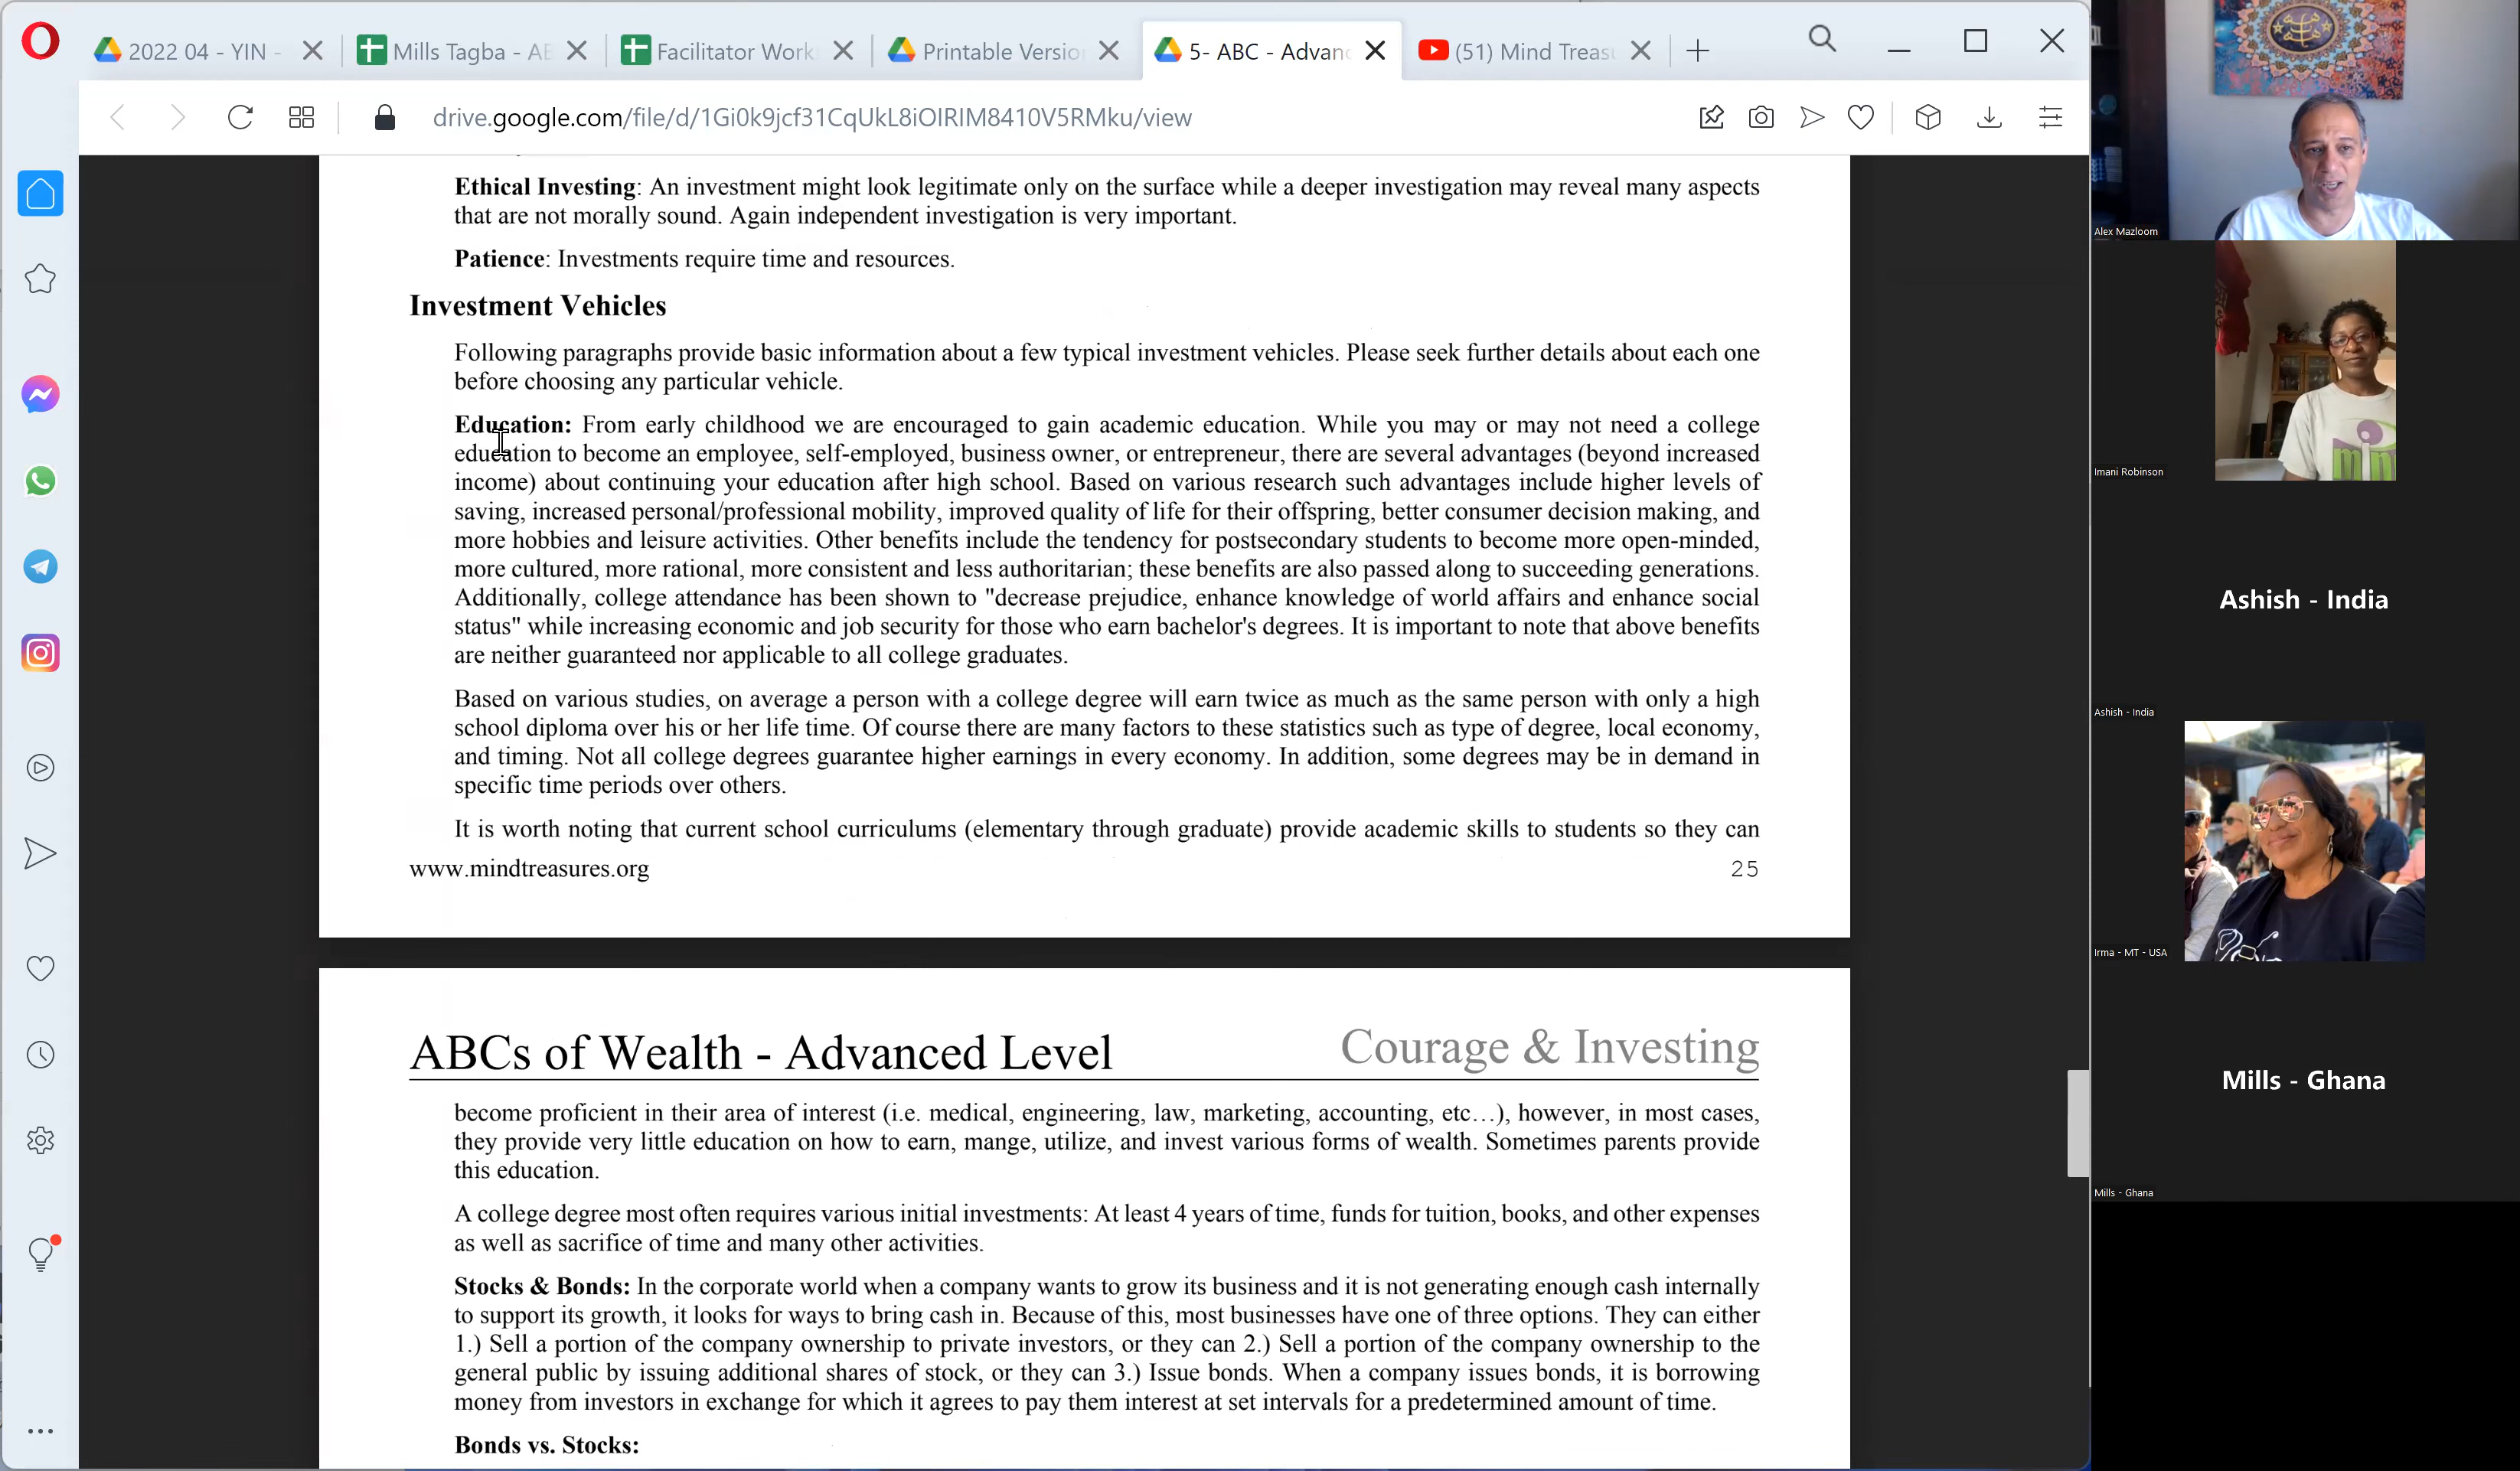 2022 04 - YIN -
Mills Tagba - AB
Facilitator Work
Printable Version
5- ABC - Advanc
(51) Mind Treasu
drive.google.com/file/d/1Gi0k9jcf31CqUkL8iOIRIM8410V5RMku/view
Ethical Investing: An investment might look legitimate only on the surface while a deeper investigation may reveal many aspects
that are not morally sound. Again independent investigation is very important.
Patience: Investments require time and resources.
Investment Vehicles
Following paragraphs provide basic information about a few typical investment vehicles. Please seek further details about each one
before choosing any particular vehicle.
Education: From early childhood we are encouraged to gain academic education. While you may or may not need a college
education to become an employee, self-employed, business owner, or entrepreneur, there are several advantages (beyond increased
income) about continuing your education after high school. Based on various research such advantages include higher levels of
saving, increased personal/professional mobility, improved quality of life for their offspring, better consumer decision making, and
more hobbies and leisure activities. Other benefits include the tendency for postsecondary students to become more open-minded,
more cultured, more rational, more consistent and less authoritarian; these benefits are also passed along to succeeding generations.
Additionally, college attendance has been shown to "decrease prejudice, enhance knowledge of world affairs and enhance social
status" while increasing economic and job security for those who earn bachelor's degrees. It is important to note that above benefits
are neither guaranteed nor applicable to all college graduates.
Based on various studies, on average a person with a college degree will earn twice as much as the same person with only a high
school diploma over his or her life time. Of course there are many factors to these statistics such as type of degree, local economy,
and timing. Not all college degrees guarantee higher earnings in every economy. In addition, some degrees may be in demand in
specific time periods over others.
It is worth noting that current school curriculums (elementary through graduate) provide academic skills to students so they can
www.mindtreasures.org
25
ABCs of Wealth - Advanced Level
Courage & Investing
become proficient in their area of interest (i.e. medical, engineering, law, marketing, accounting, etc…), however, in most cases,
they provide very little education on how to earn, mange, utilize, and invest various forms of wealth. Sometimes parents provide
this education.
A college degree most often requires various initial investments: At least 4 years of time, funds for tuition, books, and other expenses
as well as sacrifice of time and many other activities.
Stocks & Bonds: In the corporate world when a company wants to grow its business and it is not generating enough cash internally
to support its growth, it looks for ways to bring cash in. Because of this, most businesses have one of three options. They can either
1.) Sell a portion of the company ownership to private investors, or they can 2.) Sell a portion of the company ownership to the
general public by issuing additional shares of stock, or they can 3.) Issue bonds. When a company issues bonds, it is borrowing
money from investors in exchange for which it agrees to pay them interest at set intervals for a predetermined amount of time.
Bonds vs. Stocks:
Alex Mazloom
Imani Robinson
Ashish - India
Ashish - India
Irma - MT - USA
Mills - Ghana
Mills - Ghana